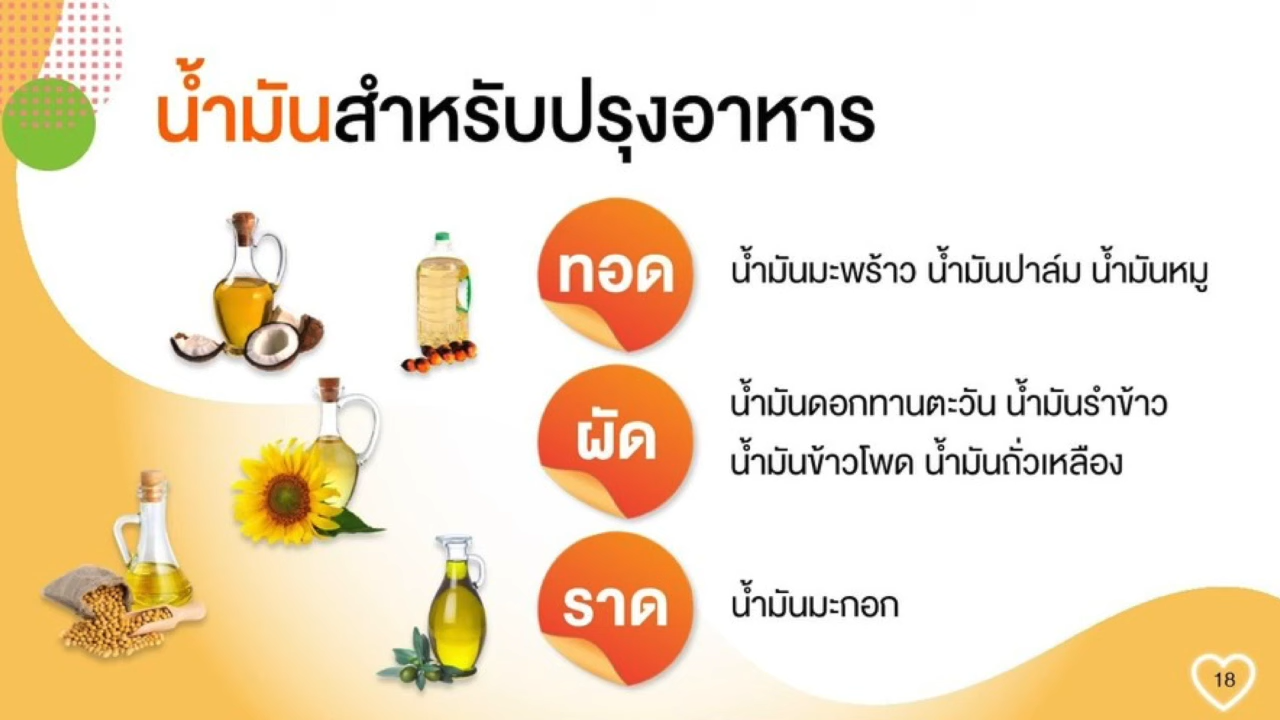 น้ำมันสำหรับปรุงอาหาร
ทอด
น้ำมันมะพร้าว น้ำมันปาล์ม น้ำมันหมู
ผัด
น้ำมันดอกทานตะวัน น้ำมันรำข้าว
น้ำมันข้าวโพด น้ำมันถั่วเหลือง
ราด
น้ำมันมะกอก
18